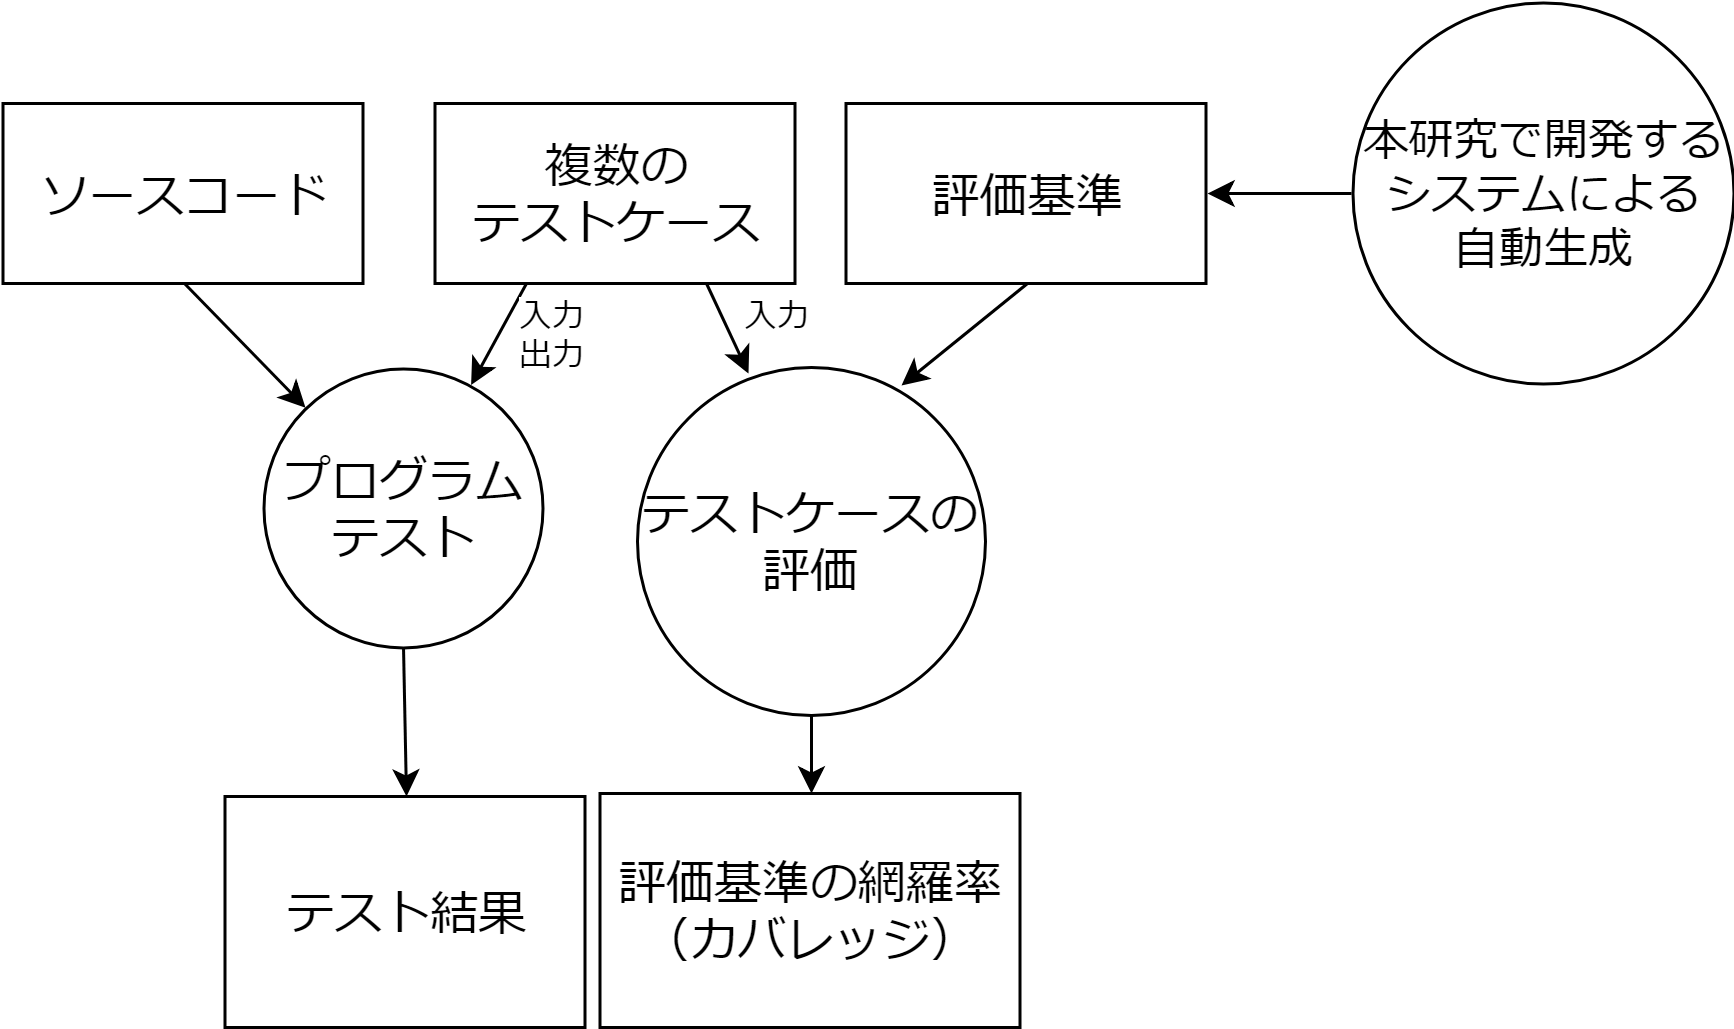 ソースコード
複数の
テストケース
評価基準
本研究で開発する
システムによる
自動生成
入力
出力
入力
プログラム
テスト
テストケースの
評価
テスト結果
評価基準の網羅率
（カバレッジ）